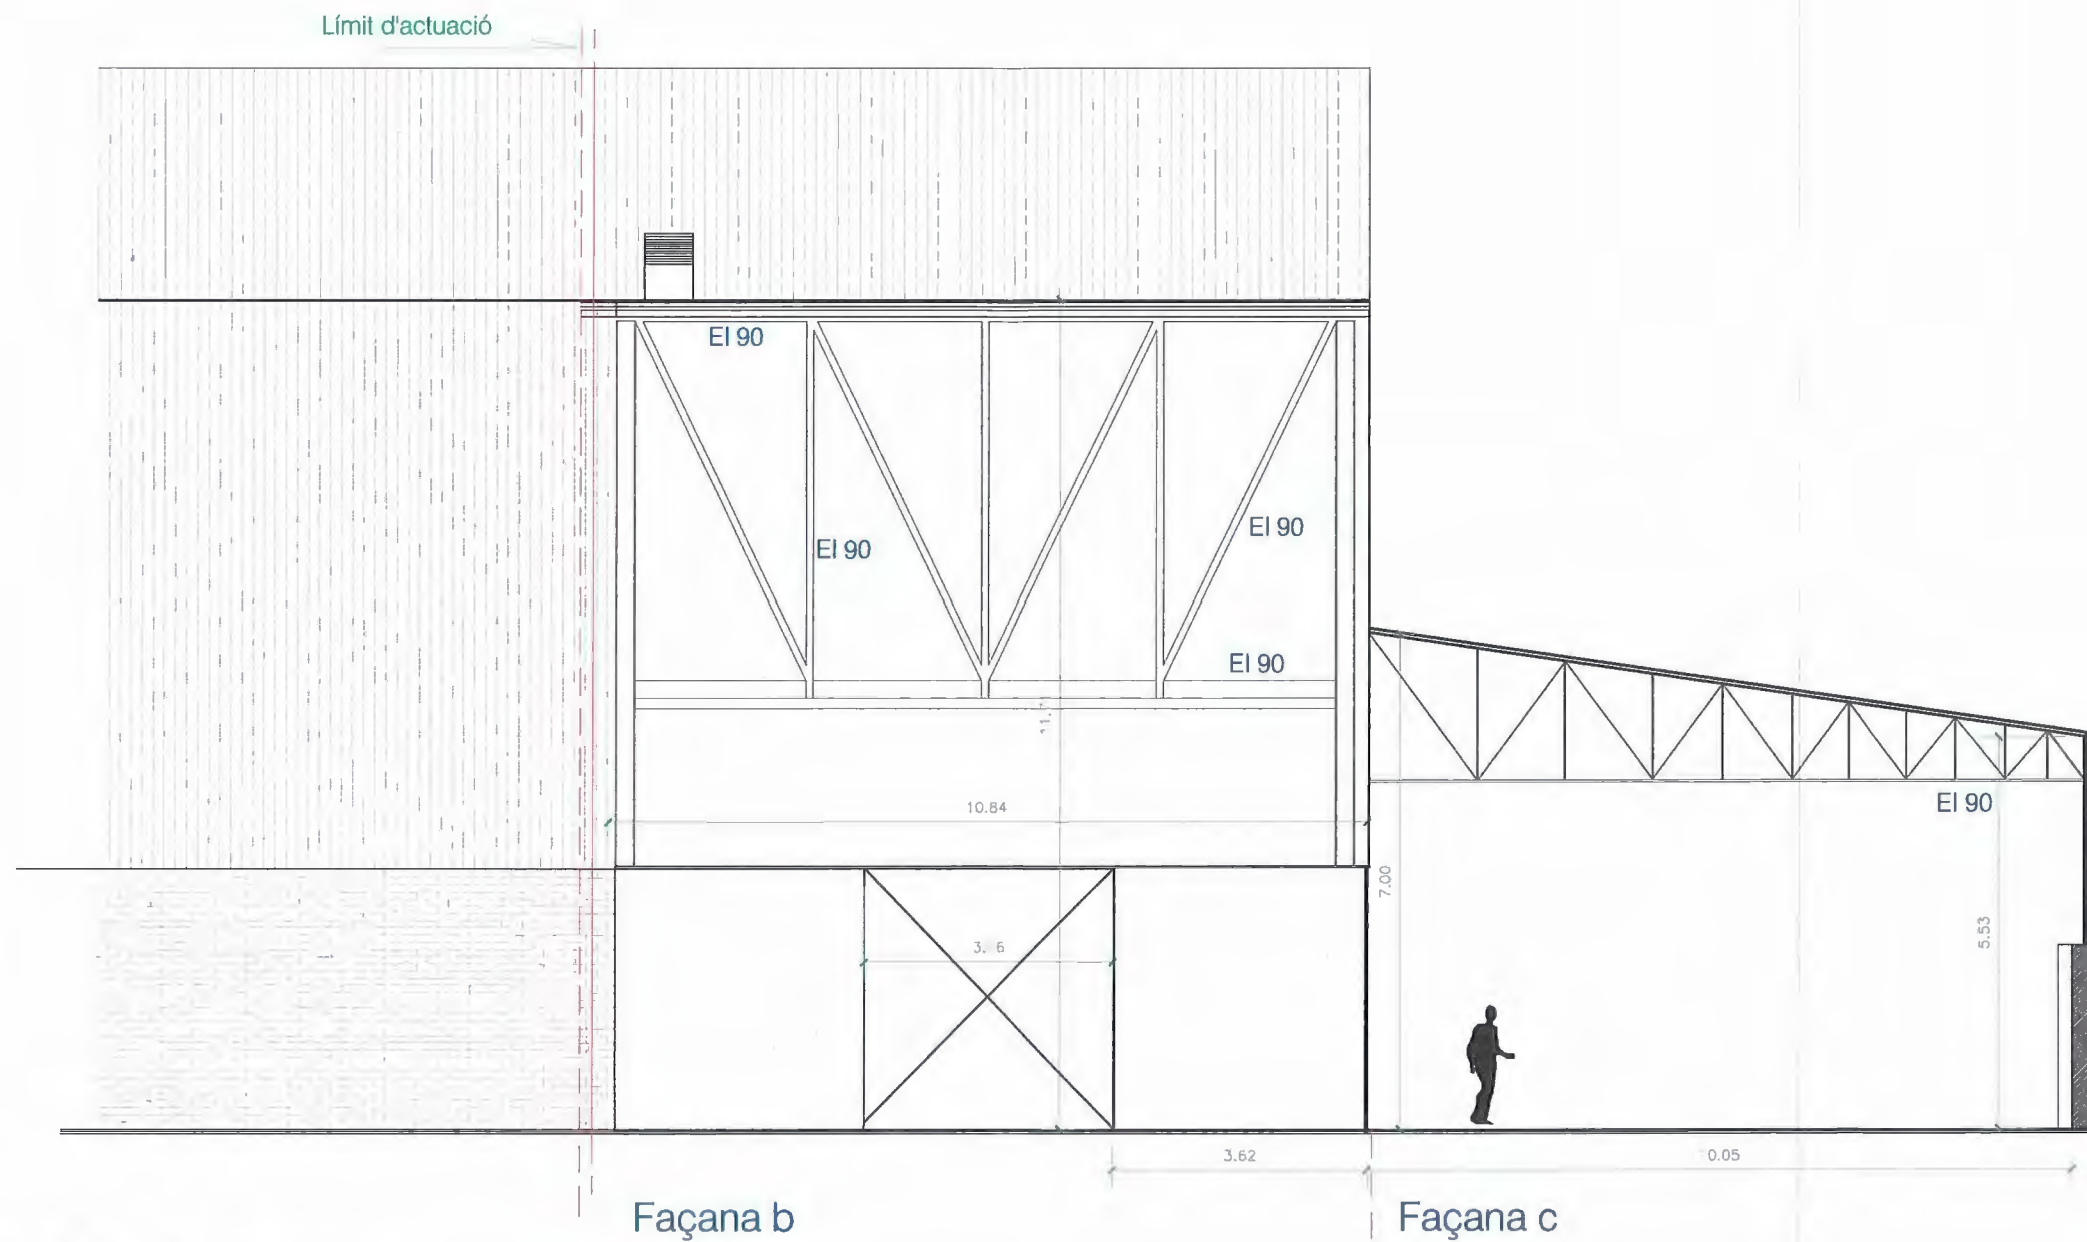 Límit d'actuació
EI 90
EI 90
EI 90
EI 90
10.84
EI 90
7.00
5.53
3.62
0.05
Façana b
Façana c